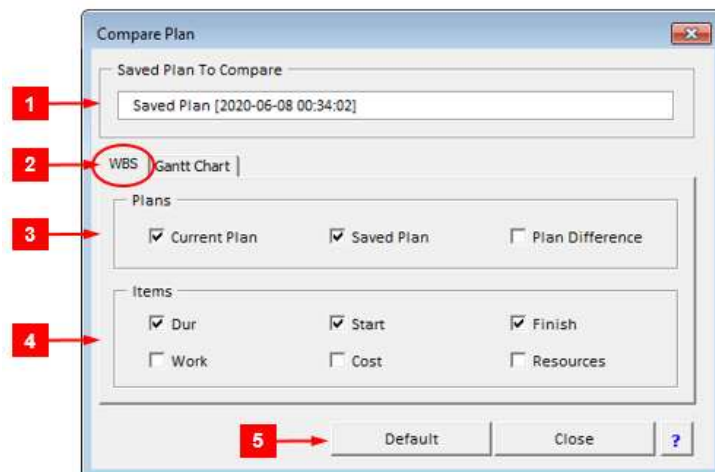 Compare Plan
Saved Plan To Compare
1
Saved Plan [2020-06-08 00:34:02]
2
WBS Gantt Chart
Plans
3
Current Plan Saved Plan Plan Difference
Items
Dur Start Finish
4
Work Cost Resources
5
Default Close ?